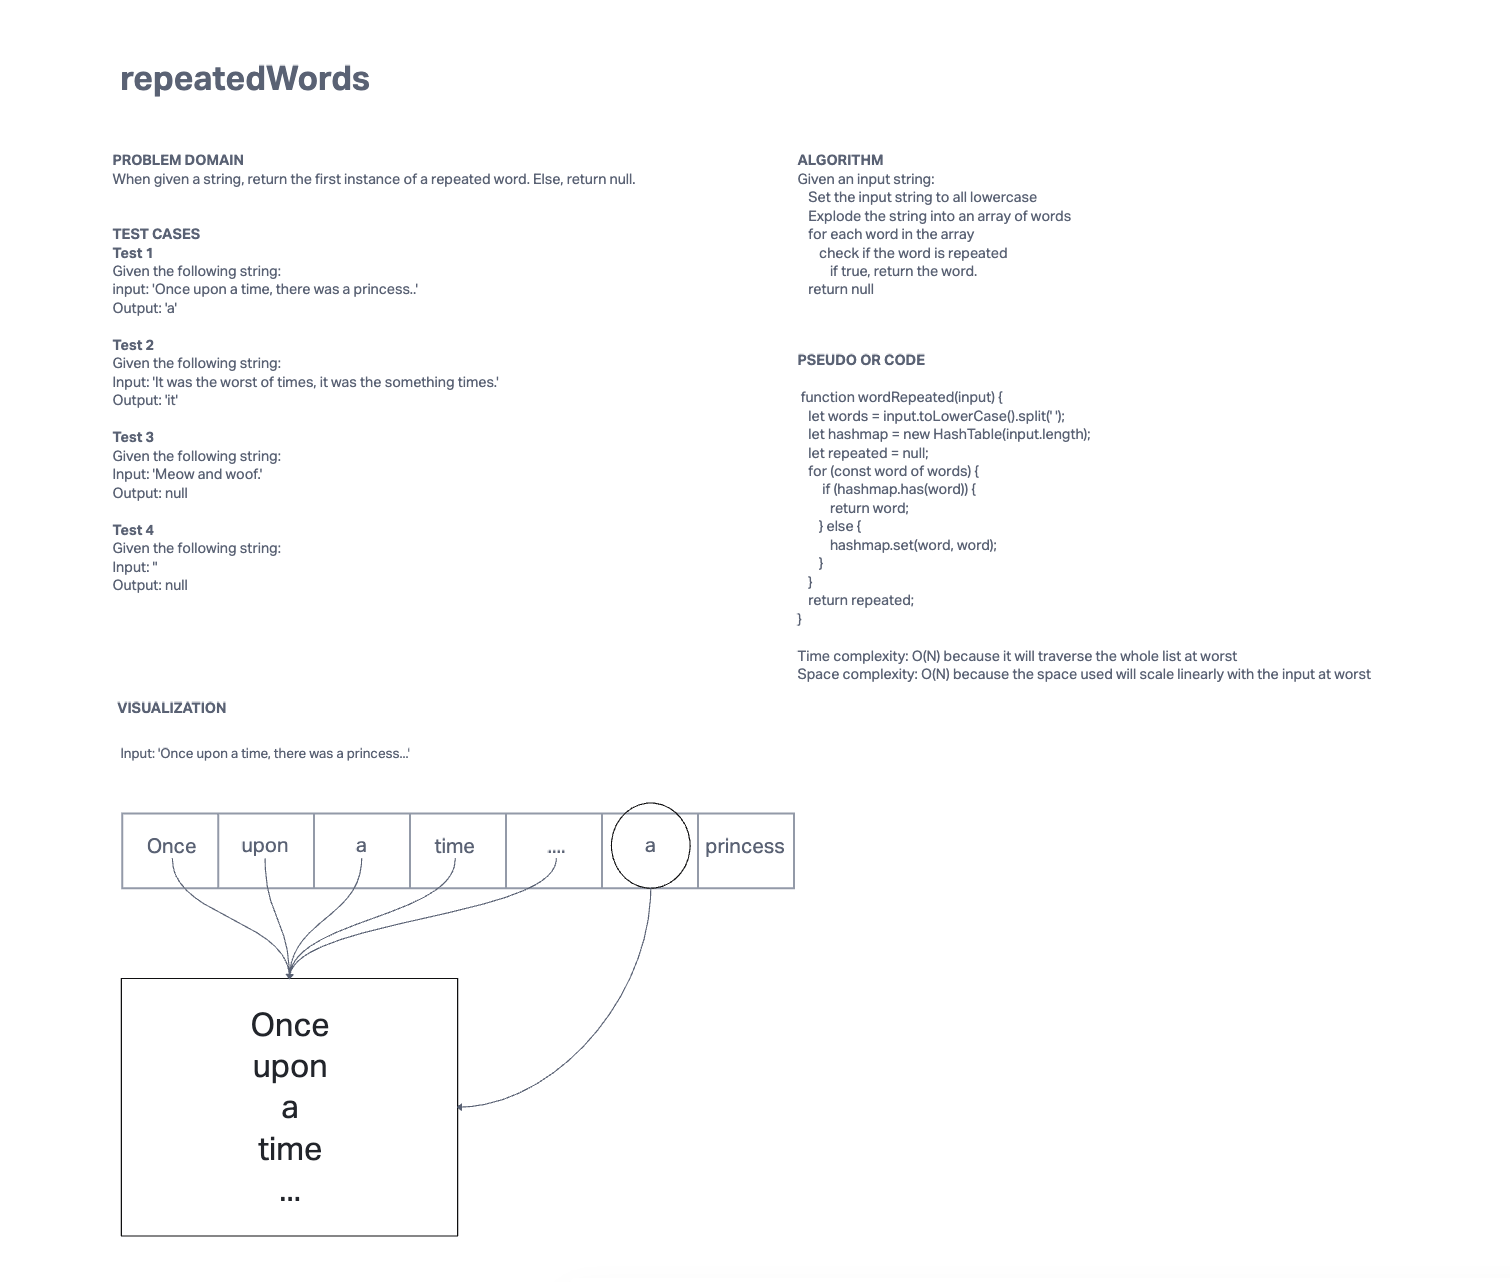 repeatedWords
PROBLEM DOMAIN
When given a string, return the first instance of a repeated word. Else, return null.
TEST CASES
Test 1
Given the following string:
input: 'Once upon a time, there was a princess..'
Output: 'a'
Test 2
Given the following string:
Input: 'It was the worst of times, it was the something times.'
Output: 'it'
Test 3
Given the following string:
Input: 'Meow and woof.'
Output: null
Test 4
Given the following string:
Input: ''
Output: null
ALGORITHM
Given an input string:
Set the input string to all lowercase
Explode the string into an array of words
for each word in the array
check if the word is repeated
if true, return the word.
return null
PSEUDO OR CODE
function wordRepeated(input) {
let words = input.toLowerCase().split(' ');
let hashmap = new HashTable(input.length);
let repeated = null;
for (const word of words) {
if (hashmap.has(word)) {
return word;
} else {
hashmap.set(word, word);
}
}
return repeated;
}
Time complexity: O(N) because it will traverse the whole list at worst
Space complexity: O(N) because the space used will scale linearly with the input at worst
VISUALIZATION
Input: 'Once upon a time, there was a princess...'
Once upon a time .... a princess
Once
upon
a
time
...